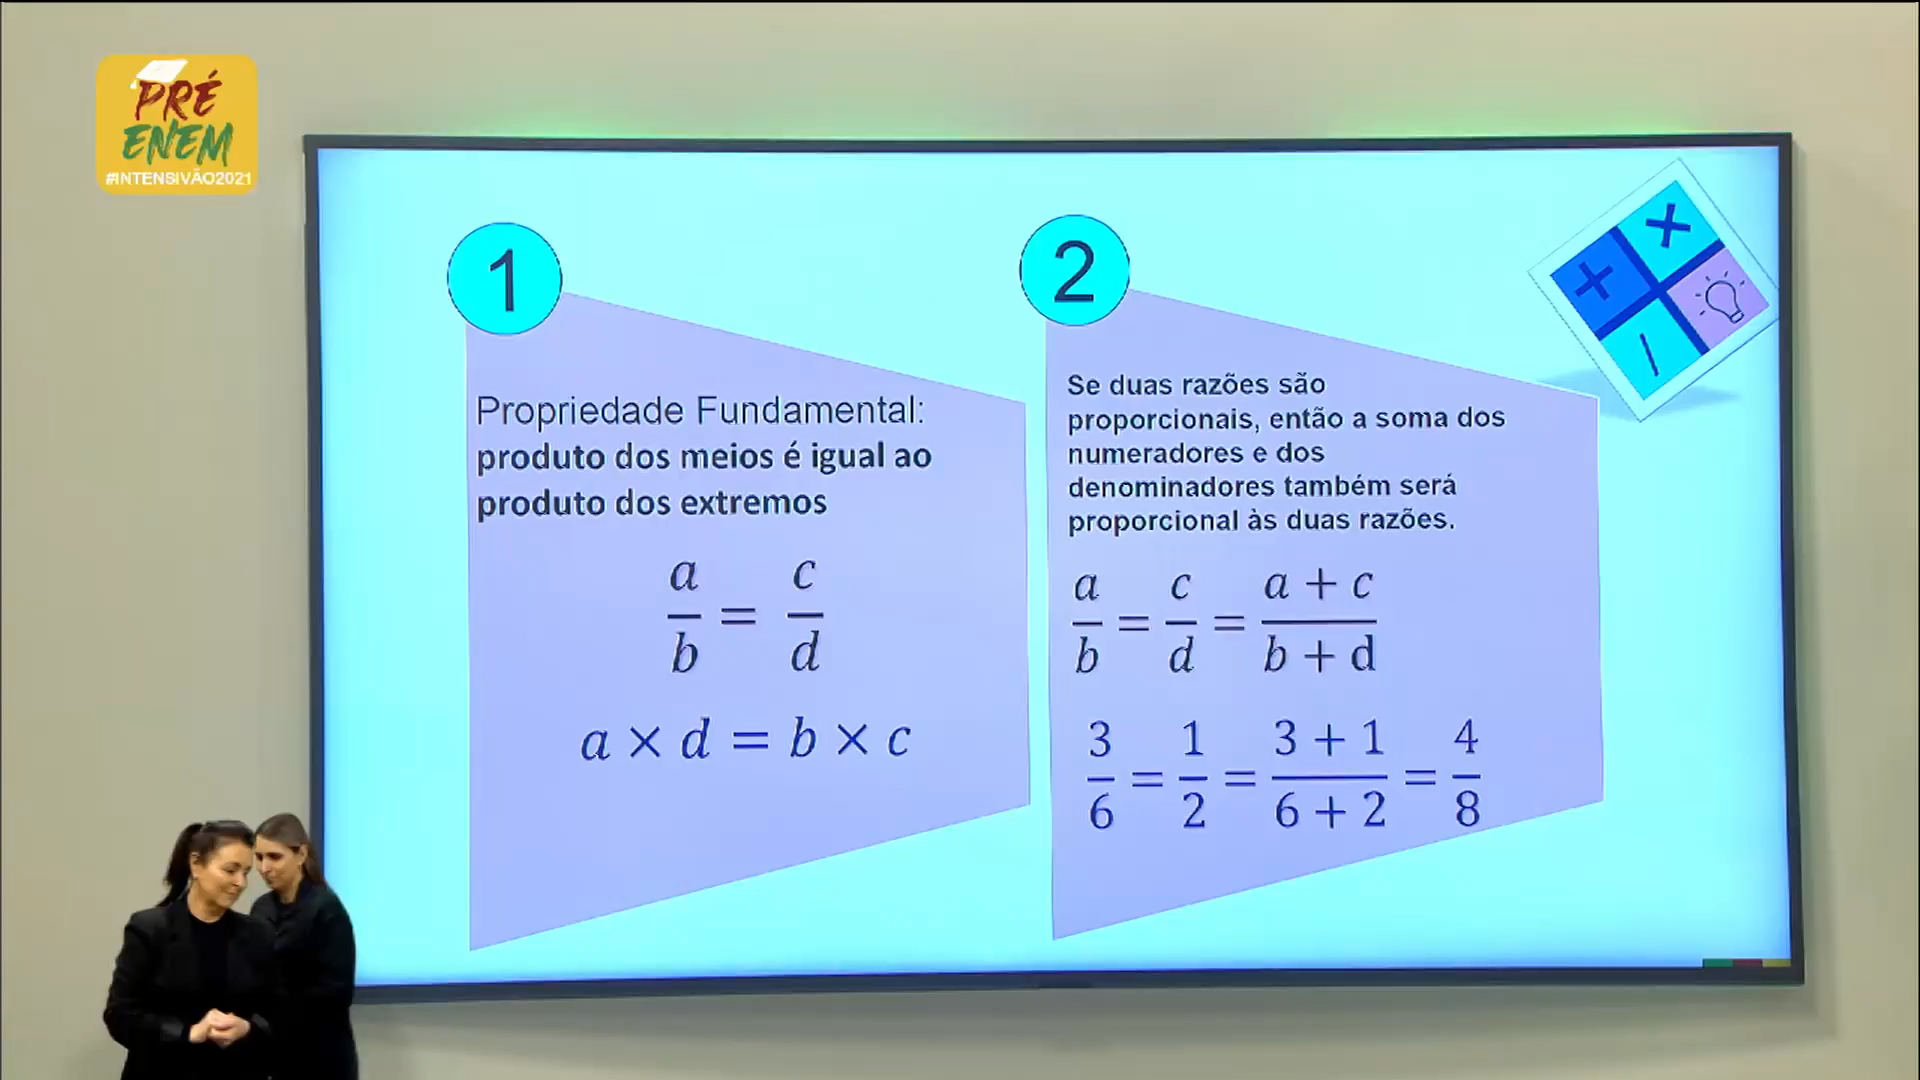 PRÉ
ENEM
#INTENSIVÃO2021
1
Propriedade Fundamental:
produto dos meios é igual ao
produto dos extremos
a/b = c/d
a × d = b × c
2
Se duas razões são
proporcionais, então a soma dos
numeradores e dos
denominadores também será
proporcional às duas razões.
a/b = c/d = (a + c)/(b + d)
3/6 = 1/2 = (3 + 1)/(6 + 2) = 4/8